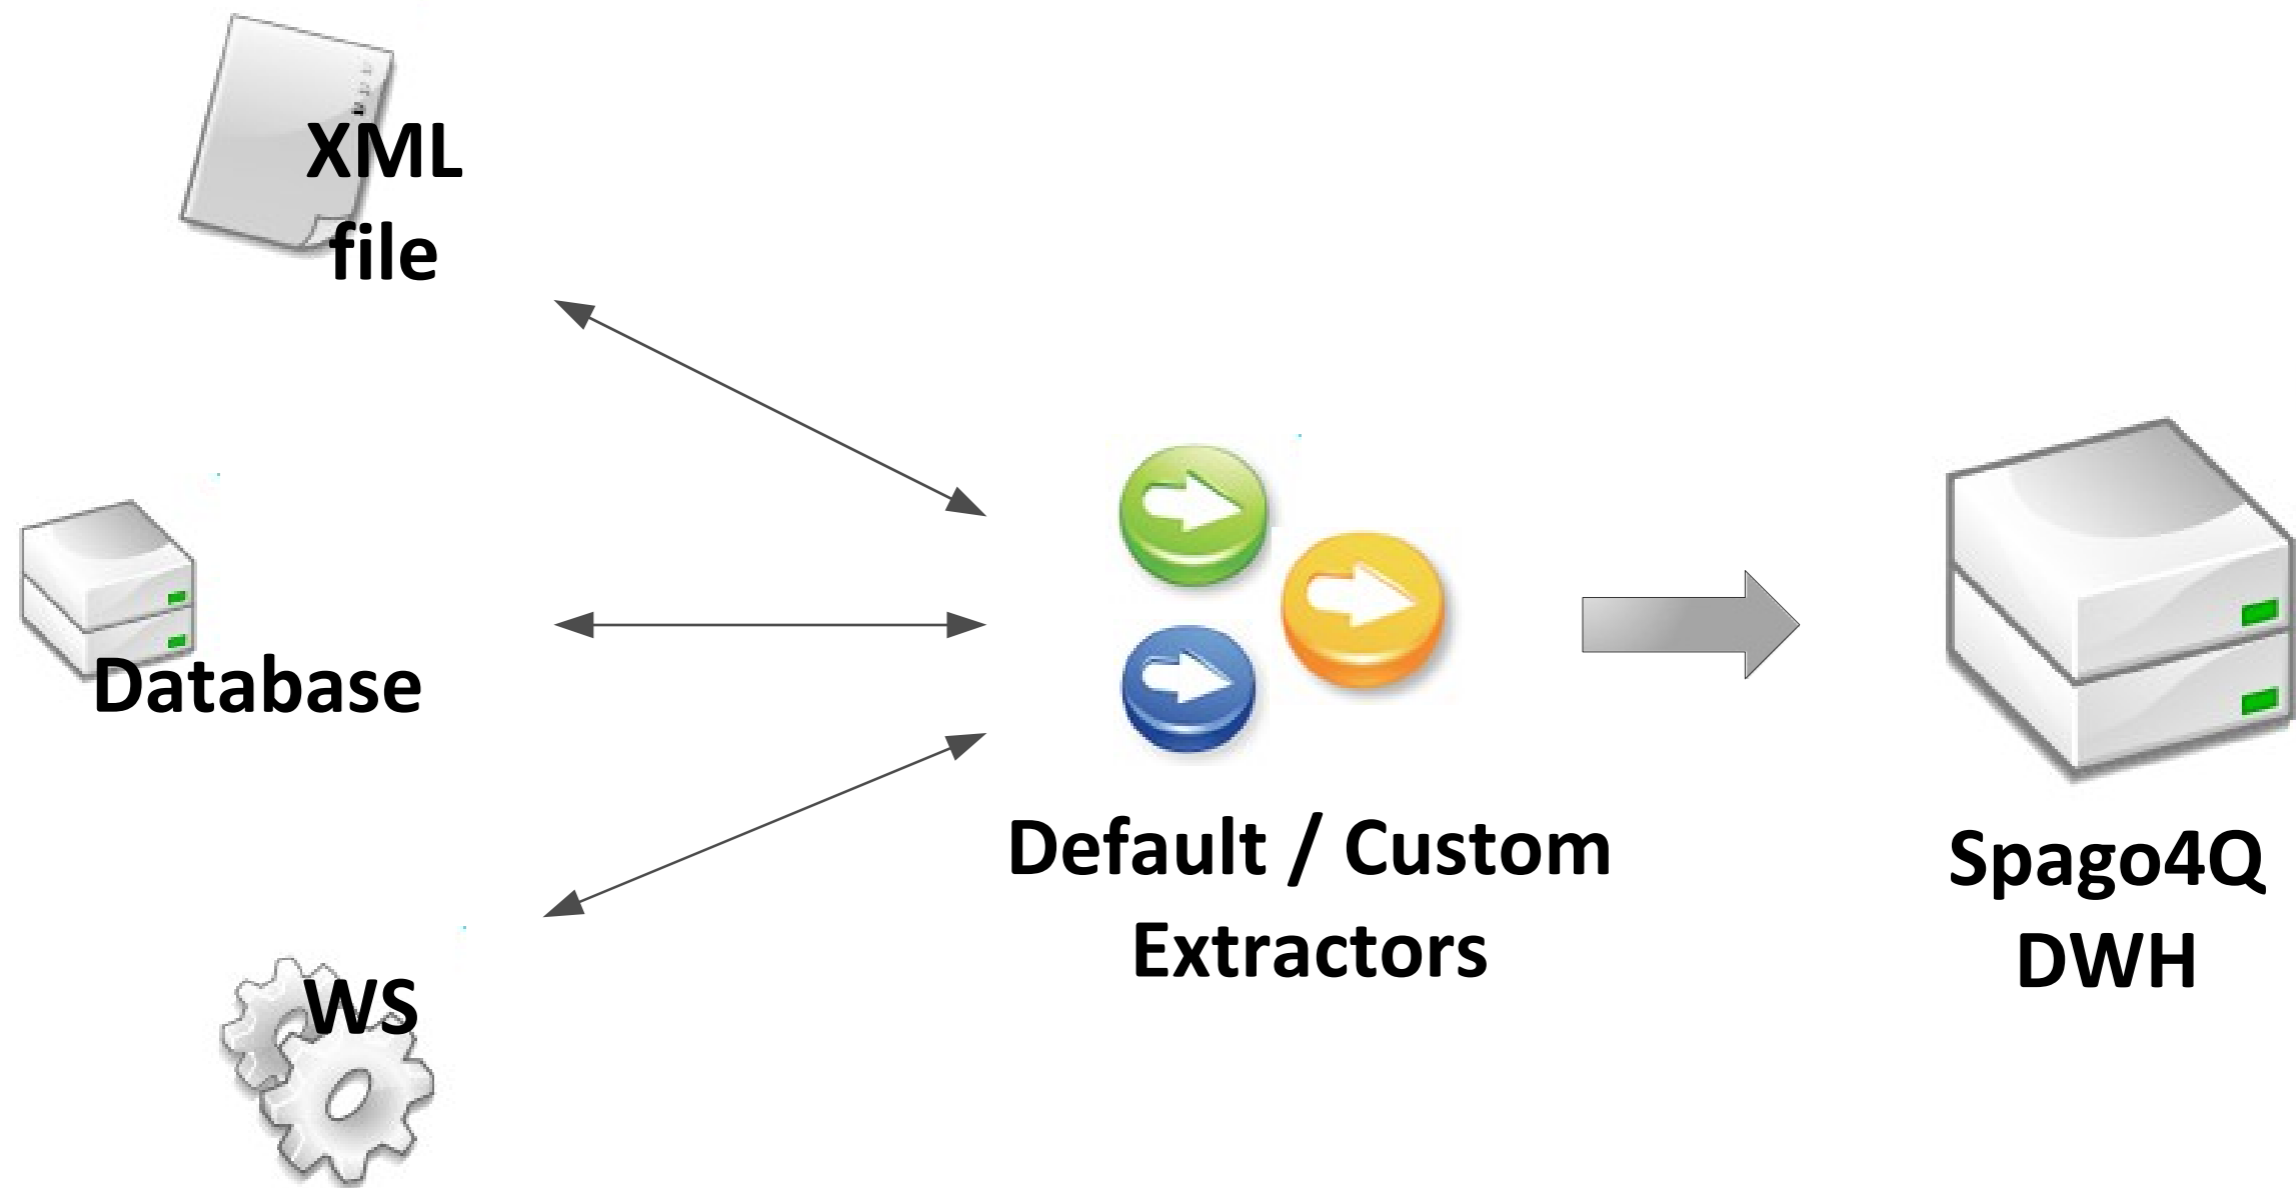 XML
file
Database
WS
Default / Custom
Extractors
Spago4Q
DWH